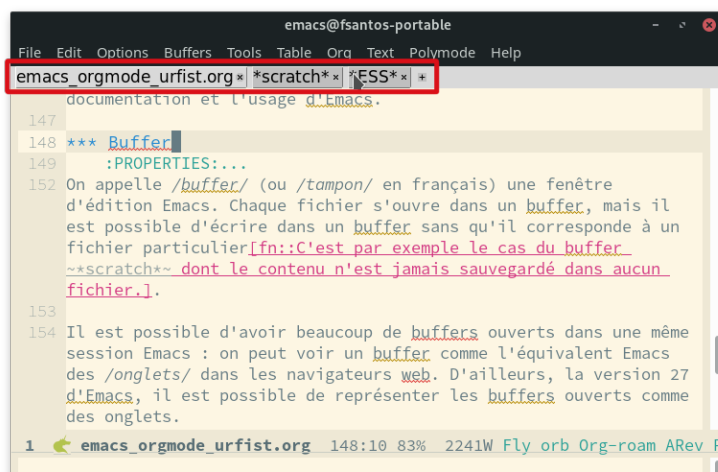 emacs@fsantos-portable
File Edit Options Buffers Tools Table Org Text Polymode Help
emacs_orgmode_urfist.org × *scratch* × *ESS* × +
documentation et l'usage d'Emacs.
147
148 *** Buffer
149 :PROPERTIES:...
152 On appelle /buffer/ (ou /tampon/ en français) une fenêtre
d'édition Emacs. Chaque fichier s'ouvre dans un buffer, mais il
est possible d'écrire dans un buffer sans qu'il corresponde à un
fichier particulier[fn::C'est par exemple le cas du buffer
~*scratch*~ dont le contenu n'est jamais sauvegardé dans aucun
fichier.].
153
154 Il est possible d'avoir beaucoup de buffers ouverts dans une même
session Emacs : on peut voir un buffer comme l'équivalent Emacs
des /onglets/ dans les navigateurs web. D'ailleurs, la version 27
d'Emacs, il est possible de représenter les buffers ouverts comme
des onglets.
1 emacs_orgmode_urfist.org 148:10 83% 2241W Fly orb Org-roam ARev